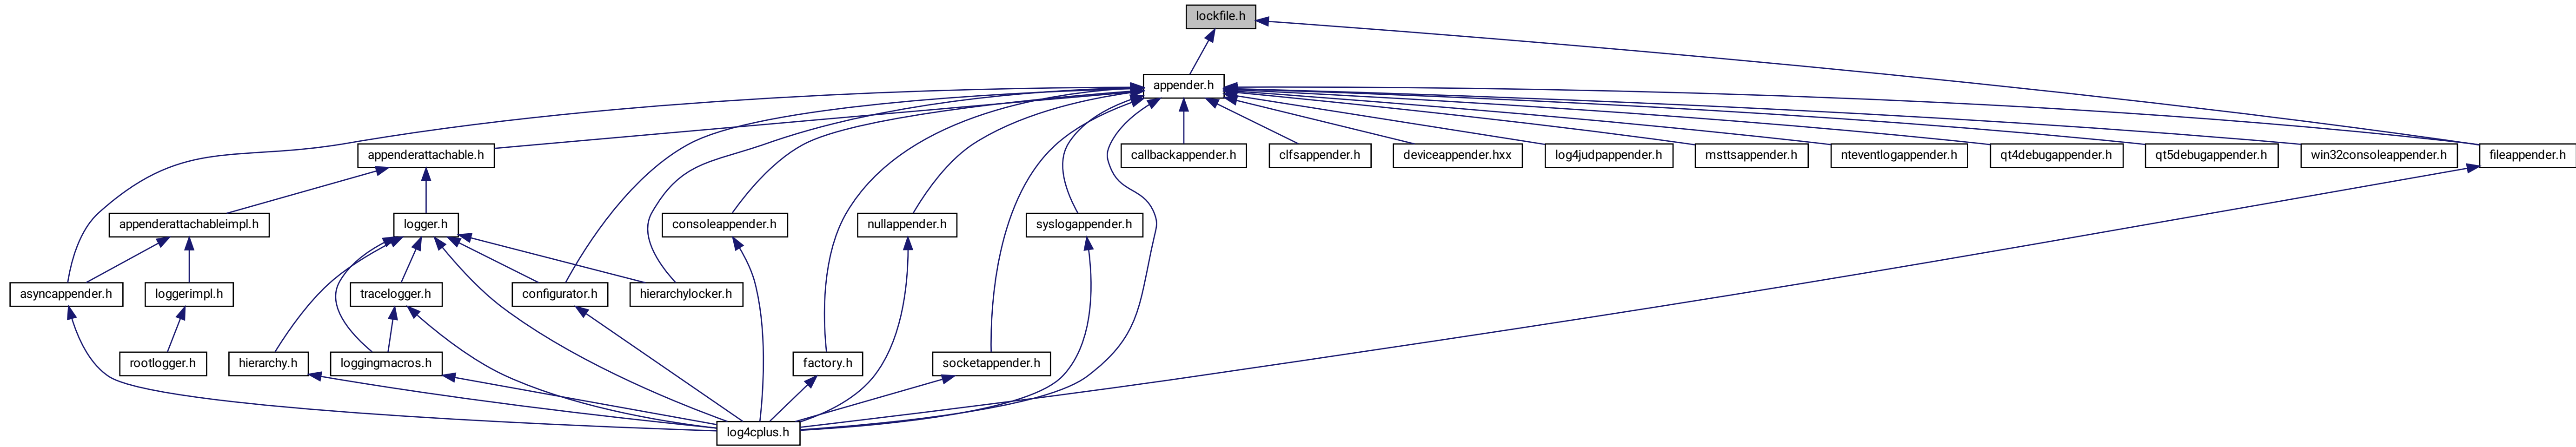 lockfile.h
appender.h
appenderattachable.h
callbackappender.h
clfsappender.h
deviceappender.hxx
log4judpappender.h
msttsappender.h
nteventlogappender.h
qt4debugappender.h
qt5debugappender.h
win32consoleappender.h
fileappender.h
appenderattachableimpl.h
logger.h
consoleappender.h
nullappender.h
syslogappender.h
asyncappender.h
loggerimpl.h
tracelogger.h
configurator.h
hierarchylocker.h
rootlogger.h
hierarchy.h
loggingmacros.h
factory.h
socketappender.h
log4cplus.h